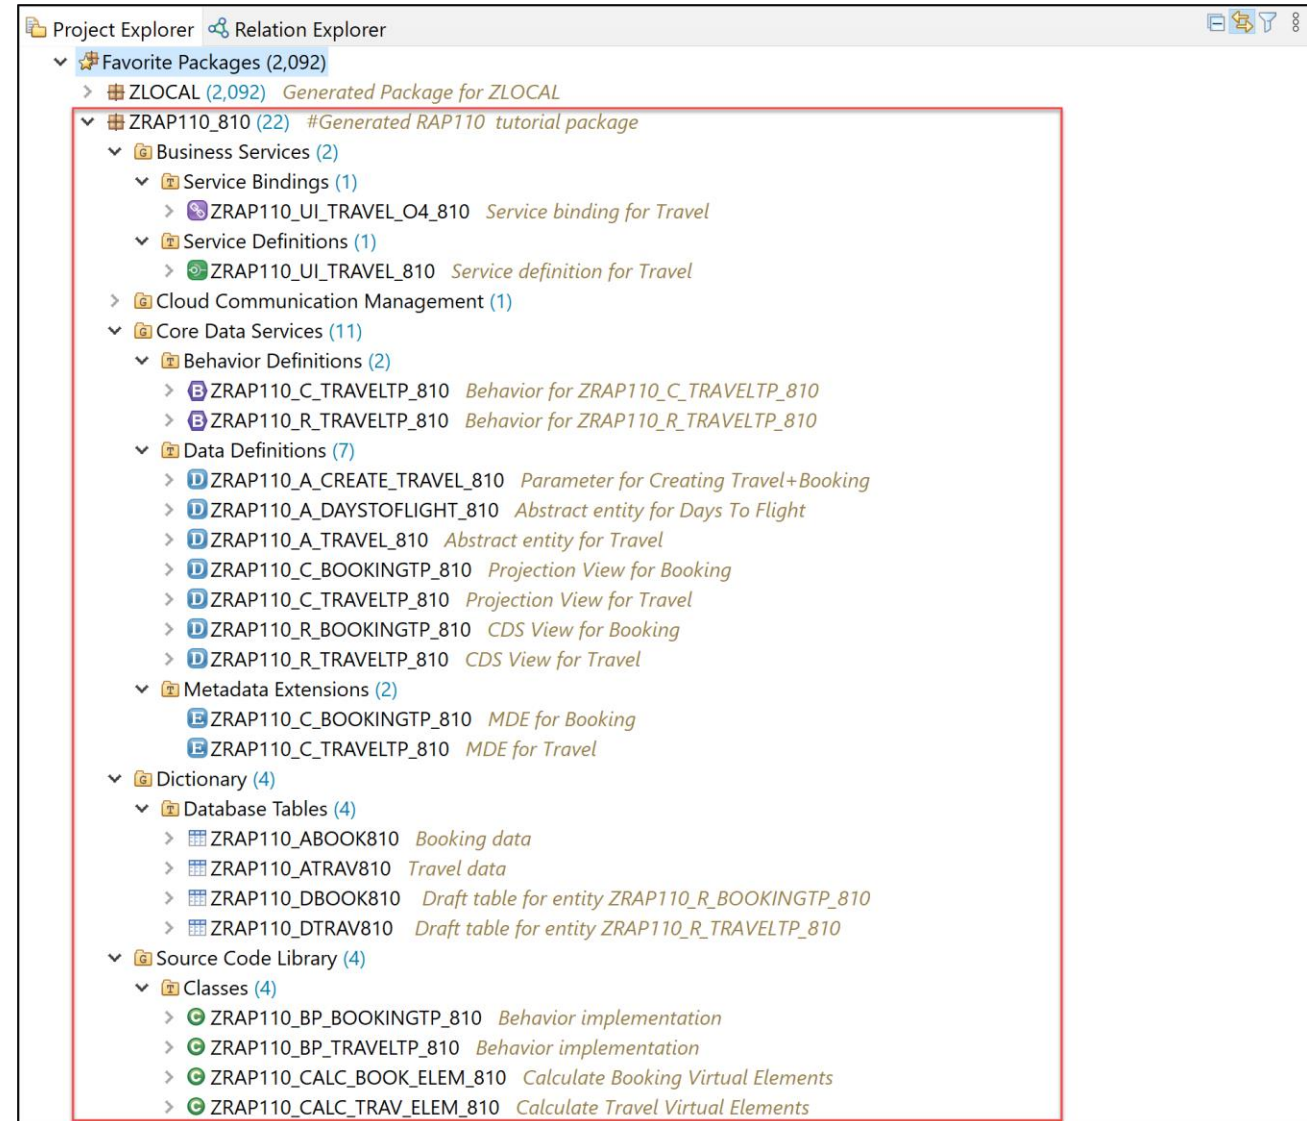 Project Explorer Relation Explorer
Favorite Packages (2,092)
ZLOCAL (2,092) Generated Package for ZLOCAL
ZRAP110_810 (22) #Generated RAP110 tutorial package
Business Services (2)
Service Bindings (1)
ZRAP110_UI_TRAVEL_O4_810 Service binding for Travel
Service Definitions (1)
ZRAP110_UI_TRAVEL_810 Service definition for Travel
Cloud Communication Management (1)
Core Data Services (11)
Behavior Definitions (2)
ZRAP110_C_TRAVELTP_810 Behavior for ZRAP110_C_TRAVELTP_810
ZRAP110_R_TRAVELTP_810 Behavior for ZRAP110_R_TRAVELTP_810
Data Definitions (7)
ZRAP110_A_CREATE_TRAVEL_810 Parameter for Creating Travel+Booking
ZRAP110_A_DAYSTOFLIGHT_810 Abstract entity for Days To Flight
ZRAP110_A_TRAVEL_810 Abstract entity for Travel
ZRAP110_C_BOOKINGTP_810 Projection View for Booking
ZRAP110_C_TRAVELTP_810 Projection View for Travel
ZRAP110_R_BOOKINGTP_810 CDS View for Booking
ZRAP110_R_TRAVELTP_810 CDS View for Travel
Metadata Extensions (2)
ZRAP110_C_BOOKINGTP_810 MDE for Booking
ZRAP110_C_TRAVELTP_810 MDE for Travel
Dictionary (4)
Database Tables (4)
ZRAP110_ABOOK810 Booking data
ZRAP110_ATRAV810 Travel data
ZRAP110_DBOOK810 Draft table for entity ZRAP110_R_BOOKINGTP_810
ZRAP110_DTRAV810 Draft table for entity ZRAP110_R_TRAVELTP_810
Source Code Library (4)
Classes (4)
ZRAP110_BP_BOOKINGTP_810 Behavior implementation
ZRAP110_BP_TRAVELTP_810 Behavior implementation
ZRAP110_CALC_BOOK_ELEM_810 Calculate Booking Virtual Elements
ZRAP110_CALC_TRAV_ELEM_810 Calculate Travel Virtual Elements